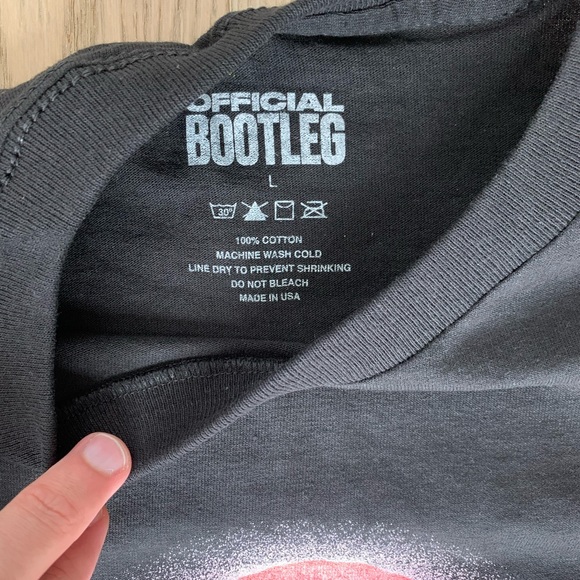 OFFICIAL
BOOTLEG
L
30°
100% COTTON
MACHINE WASH COLD
LINE DRY TO PREVENT SHRINKING
DO NOT BLEACH
MADE IN USA